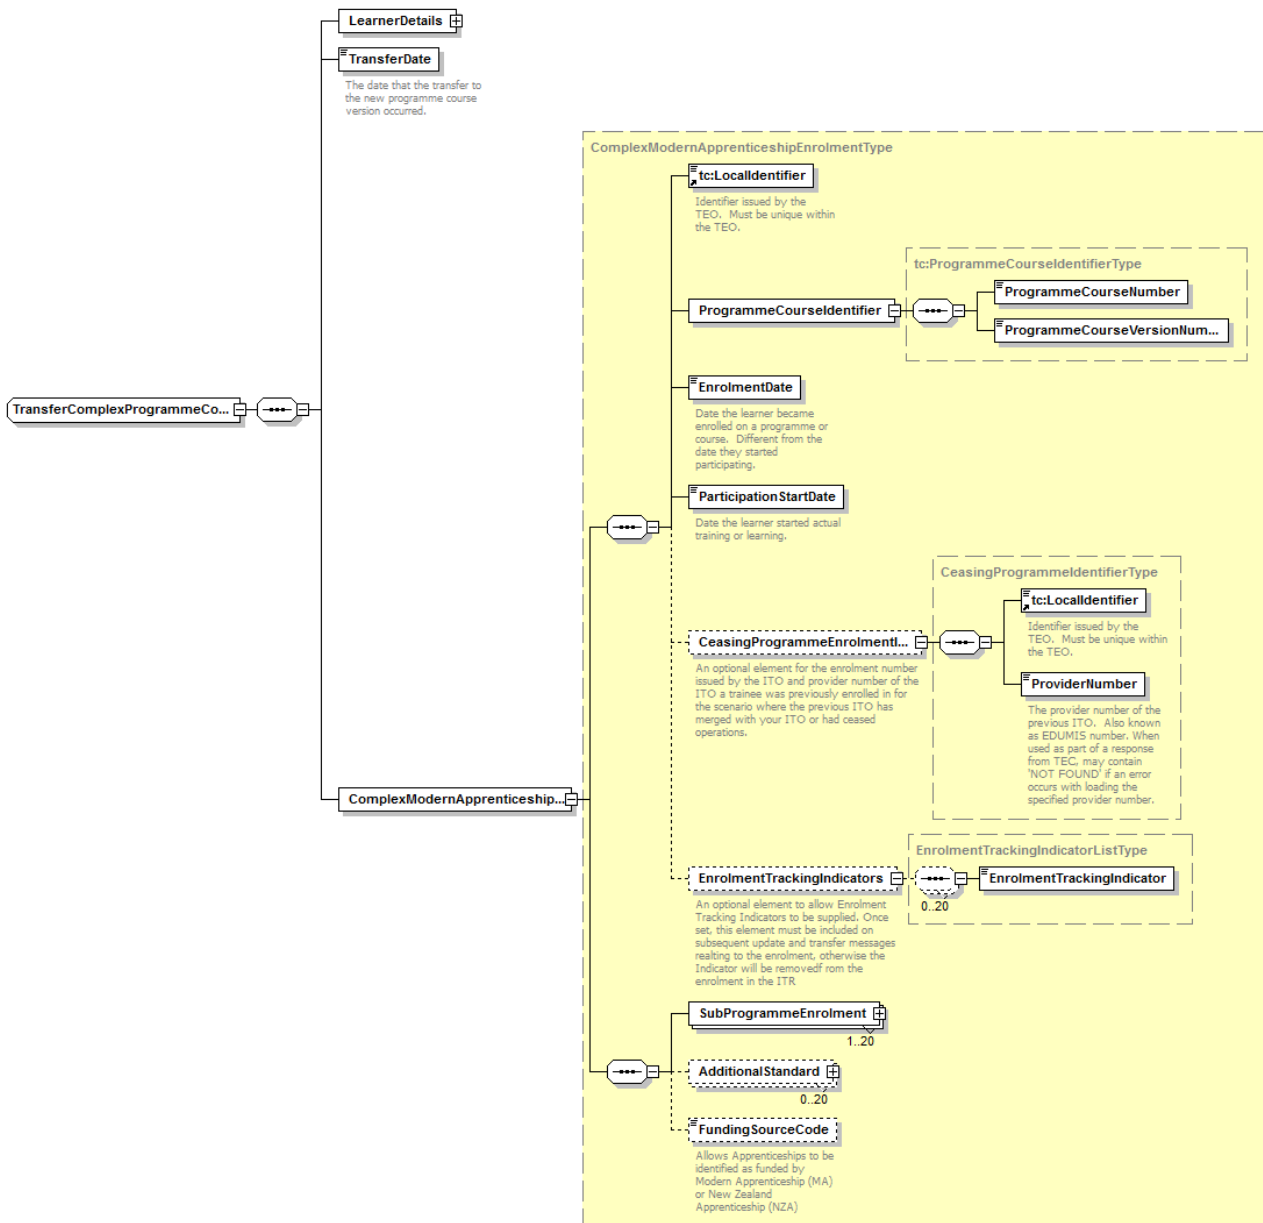 LearnerDetails
TransferDate
The date that the transfer to
the new programme course
version occurred.
ComplexModernApprenticeshipEnrolmentType
tc:LocalIdentifier
Identifier issued by the
TEO.  Must be unique within
the TEO.
tc:ProgrammeCourseIdentifierType
ProgrammeCourseNumber
ProgrammeCourseIdentifier
ProgrammeCourseVersionNum...
EnrolmentDate
Date the learner became
enrolled on a programme or
course.  Different from the
date they started
participating.
TransferComplexProgrammeCo...
ParticipationStartDate
Date the learner started actual
training or learning.
CeasingProgrammeIdentifierType
tc:LocalIdentifier
Identifier issued by the
TEO.  Must be unique within
the TEO.
CeasingProgrammeEnrolmentI...
An optional element for the enrolment number
issued by the ITO and provider number of the
ITO a trainee was previously enrolled in for
the scenario where the previous ITO has
merged with your ITO or had ceased
operations.
ProviderNumber
The provider number of the
previous ITO.  Also known
as EDUMIS number. When
used as part of a response
from TEC, may contain
'NOT FOUND' if an error
occurs with loading the
specified provider number.
ComplexModernApprenticeship...
EnrolmentTrackingIndicatorListType
EnrolmentTrackingIndicators
EnrolmentTrackingIndicator
0..20
An optional element to allow Enrolment
Tracking Indicators to be supplied. Once
set, this element must be included on
subsequent update and transfer messages
realting to the enrolment, otherwise the
Indicator will be removedf rom the
enrolment in the ITR
SubProgrammeEnrolment
1..20
AdditionalStandard
0..20
FundingSourceCode
Allows Apprenticeships to be
identified as funded by
Modern Apprenticeship (MA)
or New Zealand
Apprenticeship (NZA)